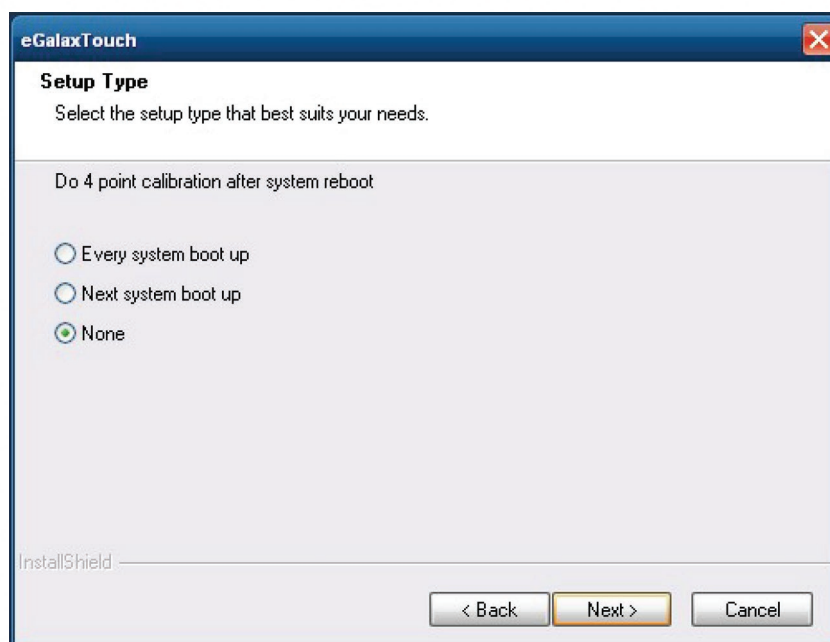 eGalaxTouch
Setup Type
Select the setup type that best suits your needs.
Do 4 point calibration after system reboot
Every system boot up
Next system boot up
None
InstallShield
< Back Next > Cancel